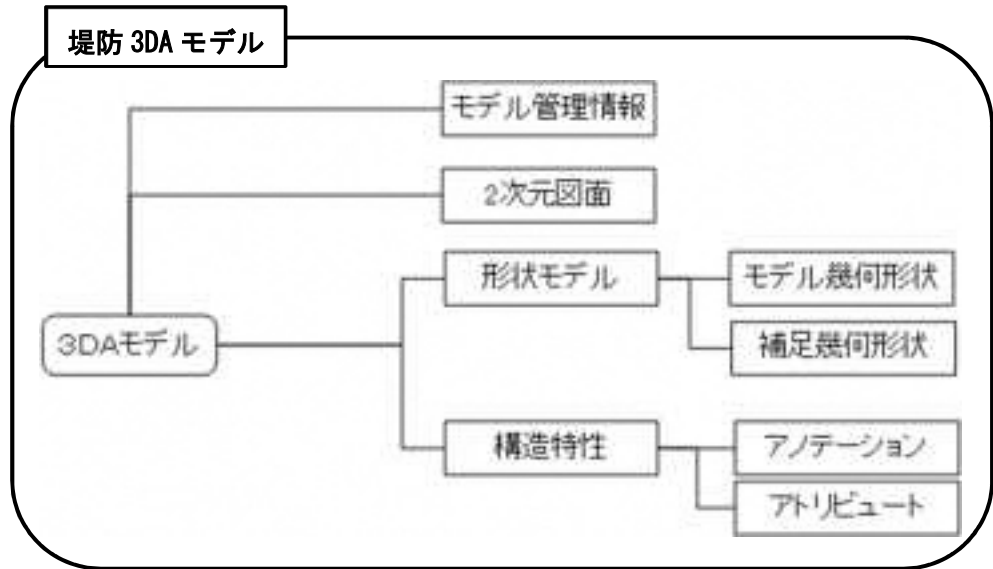 堤防 3DA モデル
モデル管理情報
2次元図面
形状モデル
モデル幾何形状
3DAモデル
補足幾何形状
構造特性
アノテーション
アトリビュート